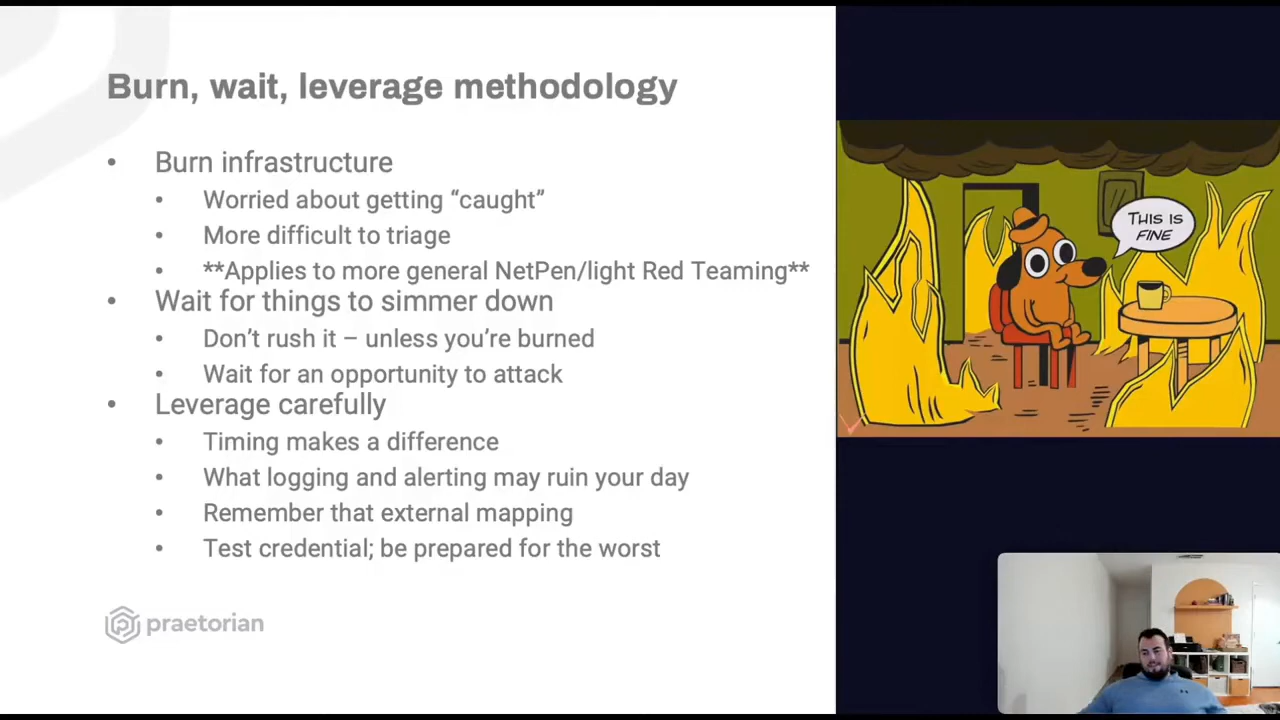 Burn, wait, leverage methodology
• Burn infrastructure
• Worried about getting “caught”
• More difficult to triage
• **Applies to more general NetPen/light Red Teaming**
• Wait for things to simmer down
• Don’t rush it – unless you’re burned
• Wait for an opportunity to attack
• Leverage carefully
• Timing makes a difference
• What logging and alerting may ruin your day
• Remember that external mapping
• Test credential; be prepared for the worst
praetorian
THIS IS
FINE